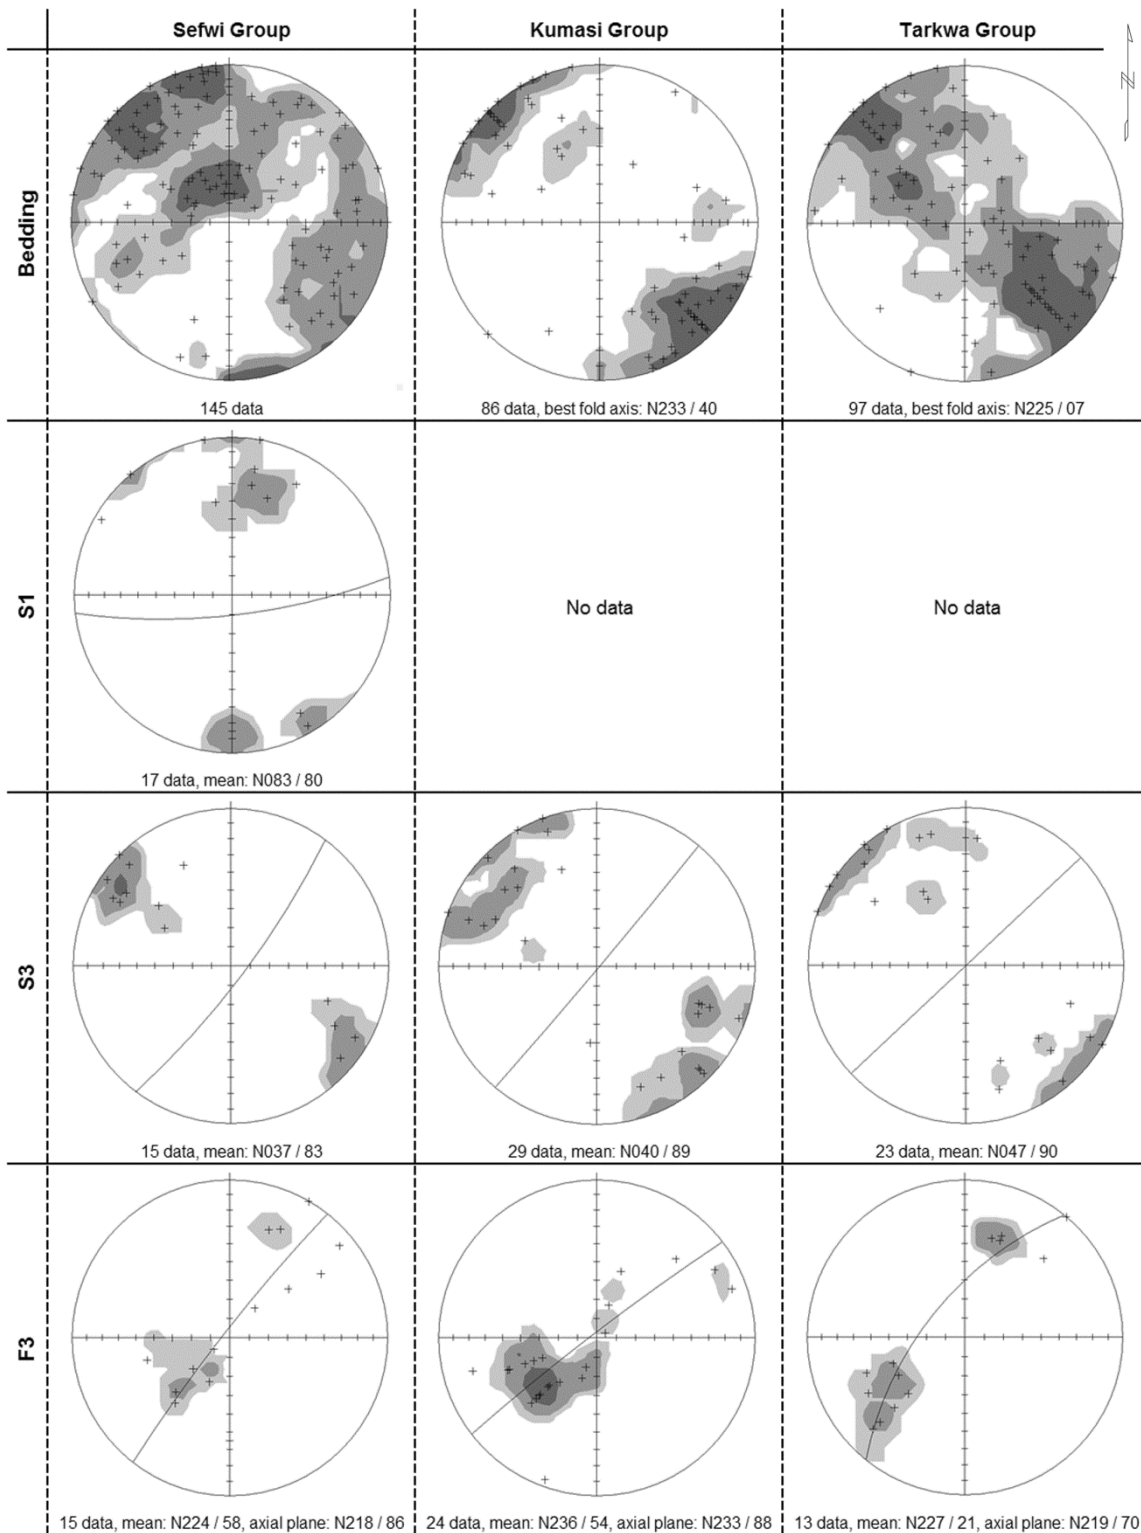 Sefwi Group Kumasi Group Tarkwa Group
N
Bedding
145 data 86 data, best fold axis: N233 / 40 97 data, best fold axis: N225 / 07
S1
No data No data
17 data, mean: N083 / 80
S3
15 data, mean: N037 / 83 29 data, mean: N040 / 89 23 data, mean: N047 / 90
F3
15 data, mean: N224 / 58, axial plane: N218 / 86 24 data, mean: N236 / 54, axial plane: N233 / 88 13 data, mean: N227 / 21, axial plane: N219 / 70